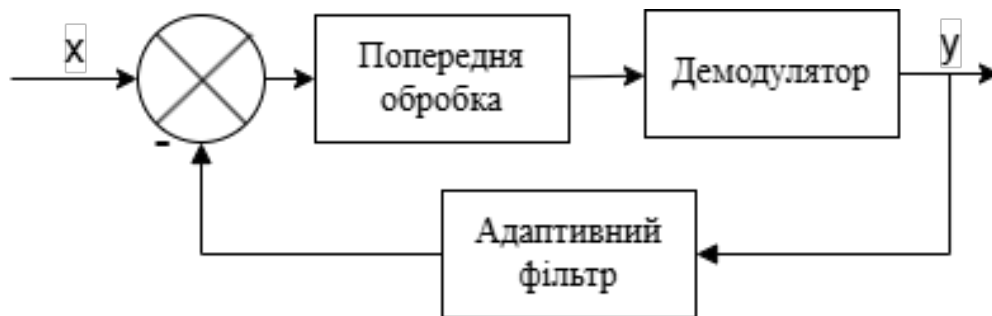 x
Попередня
обробка
Демодулятор
y
-
Адаптивний
фільтр